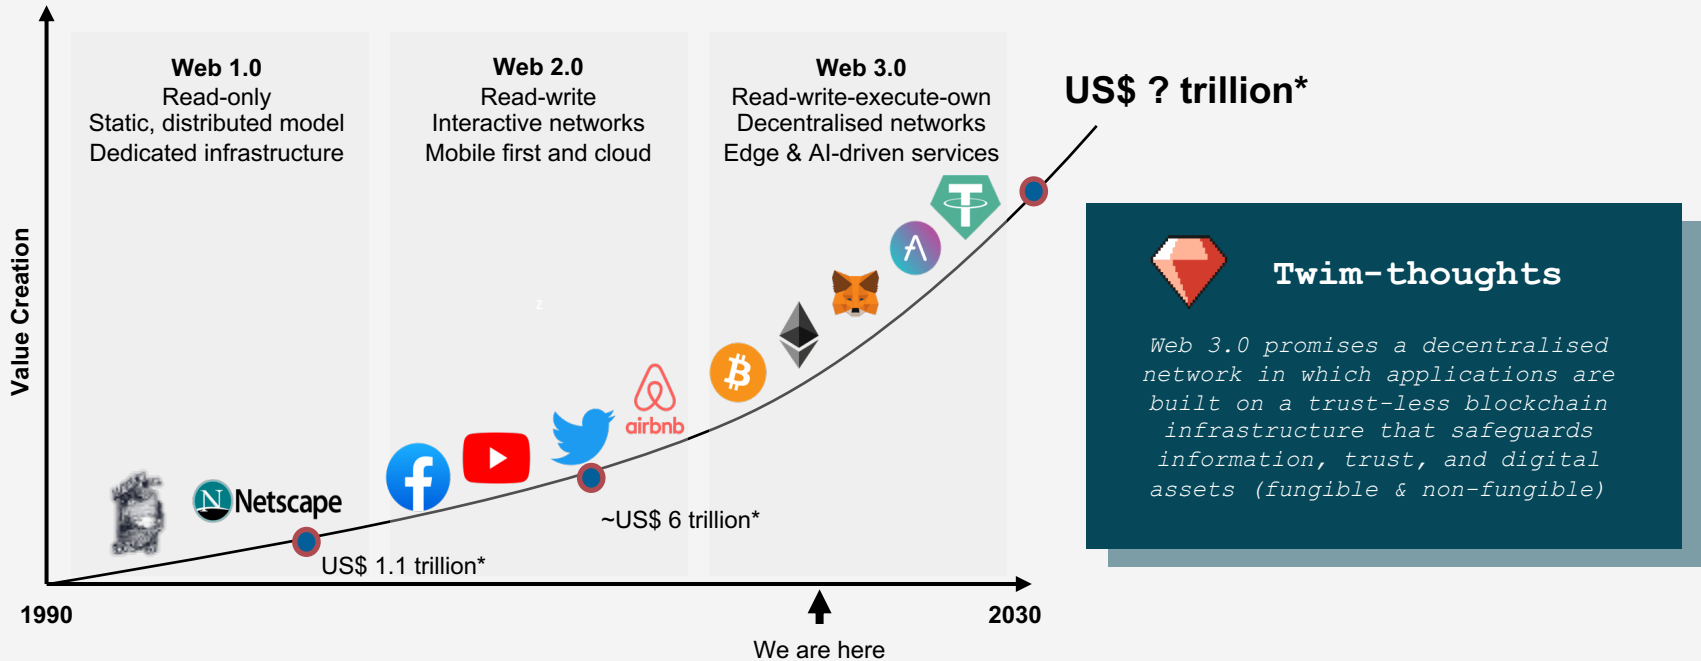 Web 1.0
Read-only
Static, distributed model
Dedicated infrastructure
Web 2.0
Read-write
Interactive networks
Mobile first and cloud
Web 3.0
Read-write-execute-own
Decentralised networks
Edge & AI-driven services
US$ ? trillion*
Value Creation
z
airbnb
N Netscape
~US$ 6 trillion*
US$ 1.1 trillion*
1990
2030
We are here
Twim-thoughts
Web 3.0 promises a decentralised
network in which applications are
built on a trust-less blockchain
infrastructure that safeguards
information, trust, and digital
assets (fungible & non-fungible)